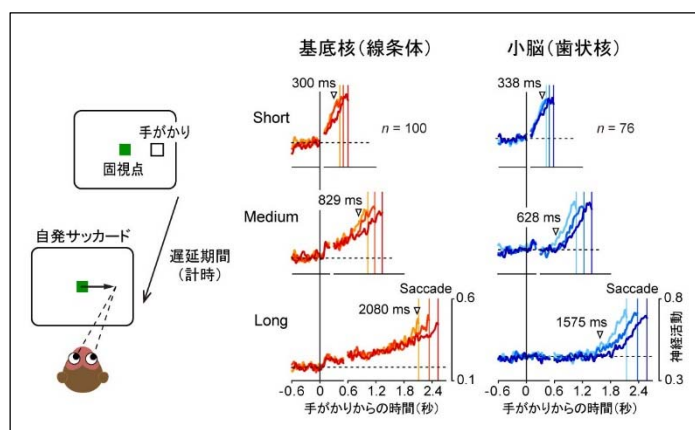 基底核(線条体)
小脳(歯状核)
手がかり
固視点
自発サッカード
遅延期間
(計時)
300 ms
Short
n = 100
338 ms
n = 76
829 ms
Medium
628 ms
Saccade
0.6
2080 ms
Long
0.1
Saccade
0.8
1575 ms
神経活動
0.3
-0.6 0 0.6 1.2 1.8 2.4
手がかりからの時間(秒)
-0.6 0 0.6 1.2 1.8 2.4
手がかりからの時間(秒)